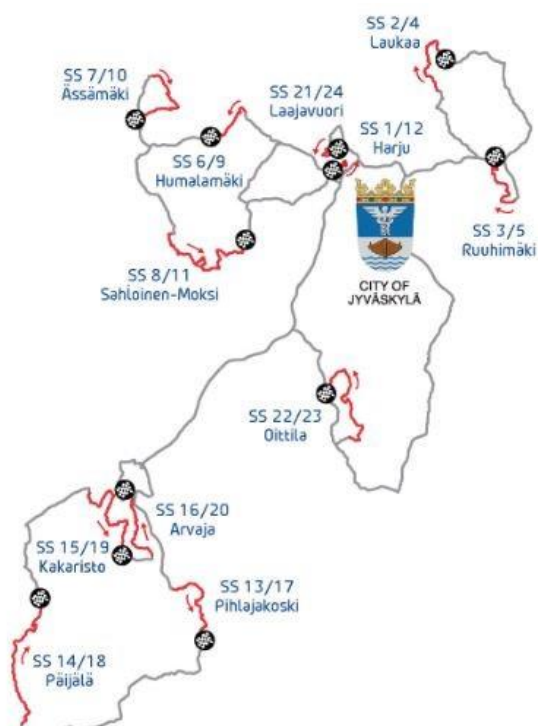 SS 2/4
Laukaa
SS 7/10
Ässämäki
SS 21/24
Laajavuori
SS 1/12
Harju
SS 6/9
Humalamäki
SS 3/5
Ruuhimäki
SS 8/11
Sahloinen-Moksi
CITY OF
JYVÄSKYLÄ
SS 22/23
Oittila
SS 16/20
Arvaja
SS 15/19
Kakaristo
SS 13/17
Pihlajakoski
SS 14/18
Päijälä